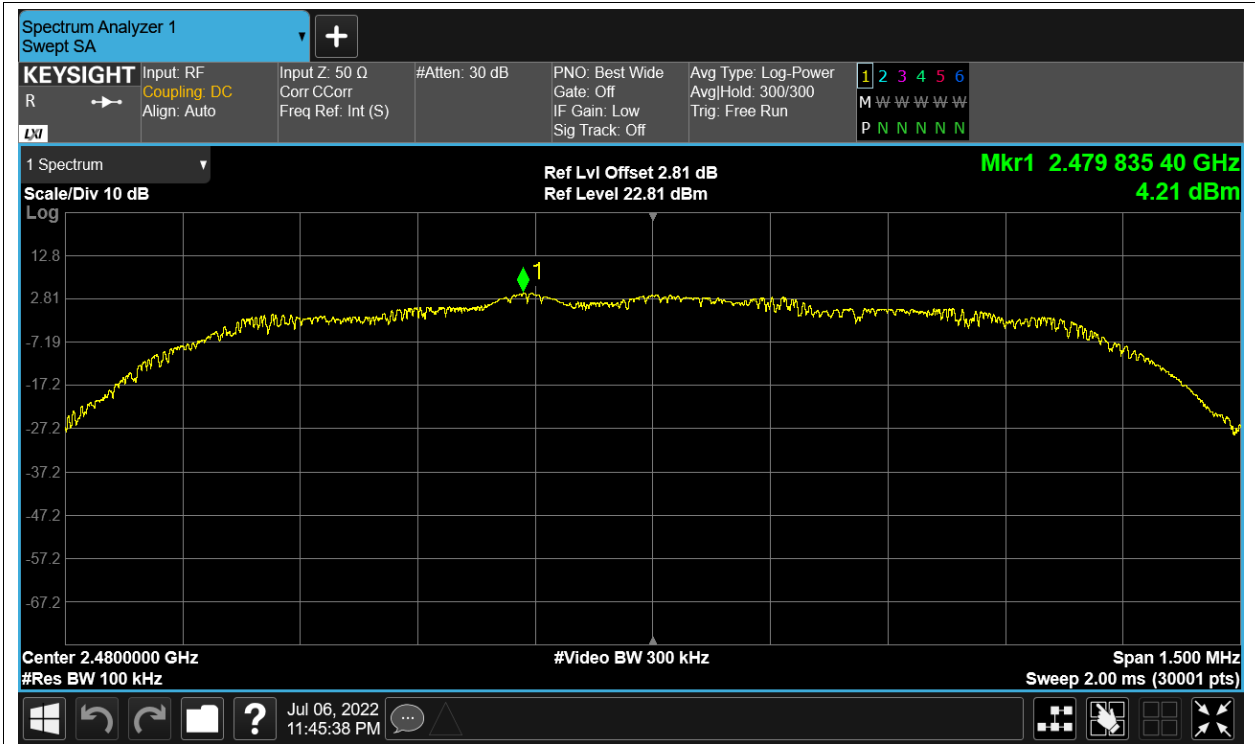 Spectrum Analyzer 1
Swept SA
KEYSIGHT
R
LXI
Input: RF
Coupling: DC
Align: Auto
Input Z: 50 Ω
Corr CCorr
Freq Ref: Int (S)
#Atten: 30 dB
PNO: Best Wide
Gate: Off
IF Gain: Low
Sig Track: Off
Avg Type: Log-Power
Avg|Hold: 300/300
Trig: Free Run
1 2 3 4 5 6
M W W W W W
P N N N N N
1 Spectrum
Scale/Div 10 dB
Log
Ref Lvl Offset 2.81 dB
Ref Level 22.81 dBm
Mkr1 2.479 835 40 GHz
4.21 dBm
12.8
2.81
-7.19
-17.2
-27.2
-37.2
-47.2
-57.2
-67.2
1
Center 2.4800000 GHz
#Res BW 100 kHz
#Video BW 300 kHz
Span 1.500 MHz
Sweep 2.00 ms (30001 pts)
?
Jul 06, 2022
11:45:38 PM